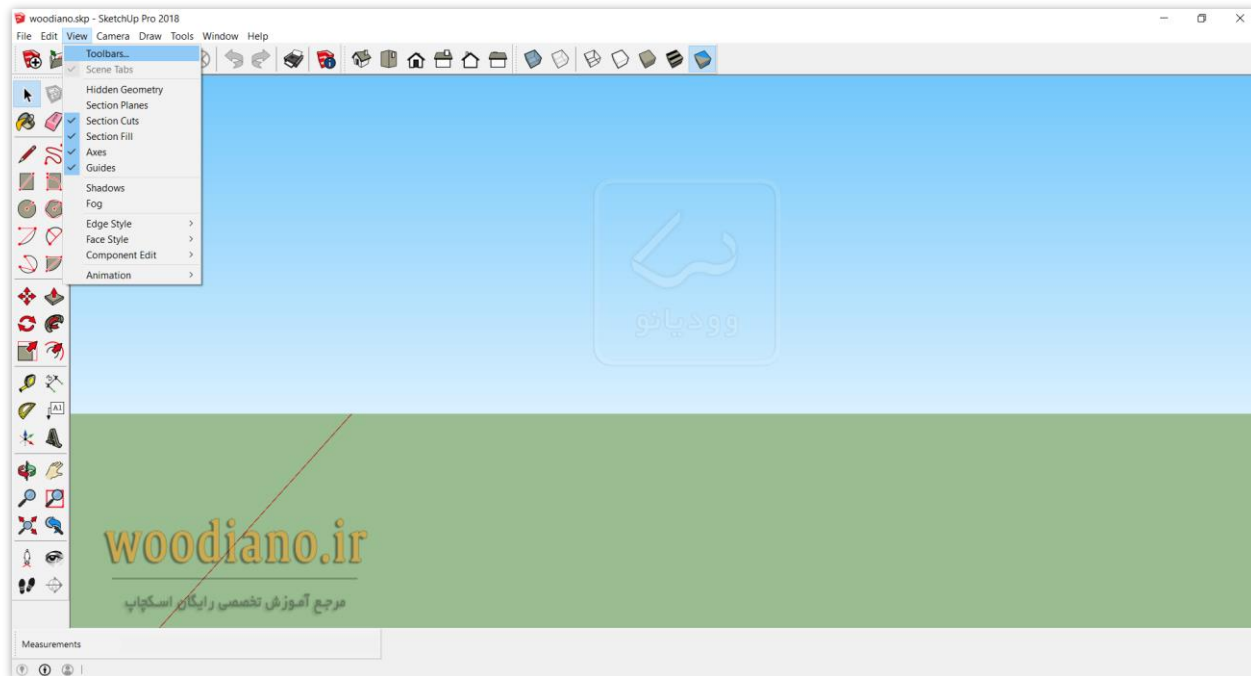 woodiano.skp - SketchUp Pro 2018
File Edit View Camera Draw Tools Window Help
Toolbars...
Scene Tabs
Hidden Geometry
Section Planes
Section Cuts
Section Fill
Axes
Guides
Shadows
Fog
Edge Style
Face Style
Component Edit
Animation
A1
وودیانو
woodiano.ir
مرجع آموزش تخصصی رایگان اسکچاپ
Measurements